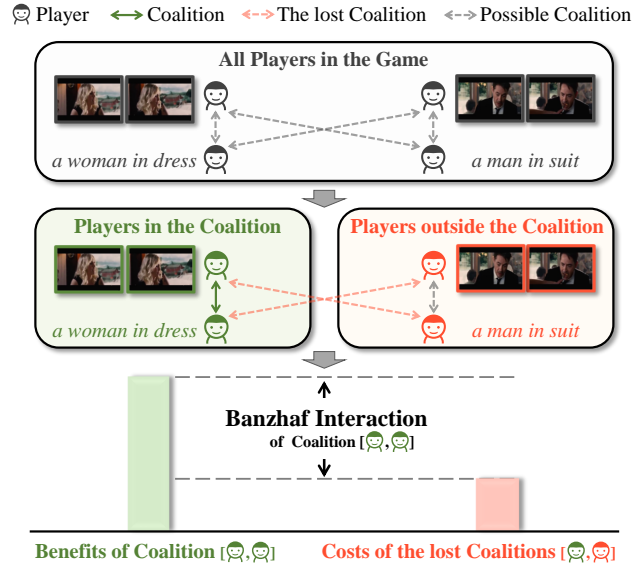 Player Coalition The lost Coalition Possible Coalition
All Players in the Game
a woman in dress a man in suit
Players in the Coalition Players outside the Coalition
a woman in dress a man in suit
Banzhaf Interaction
of Coalition [ , ]
Benefits of Coalition [ , ] Costs of the lost Coalitions [ , ]